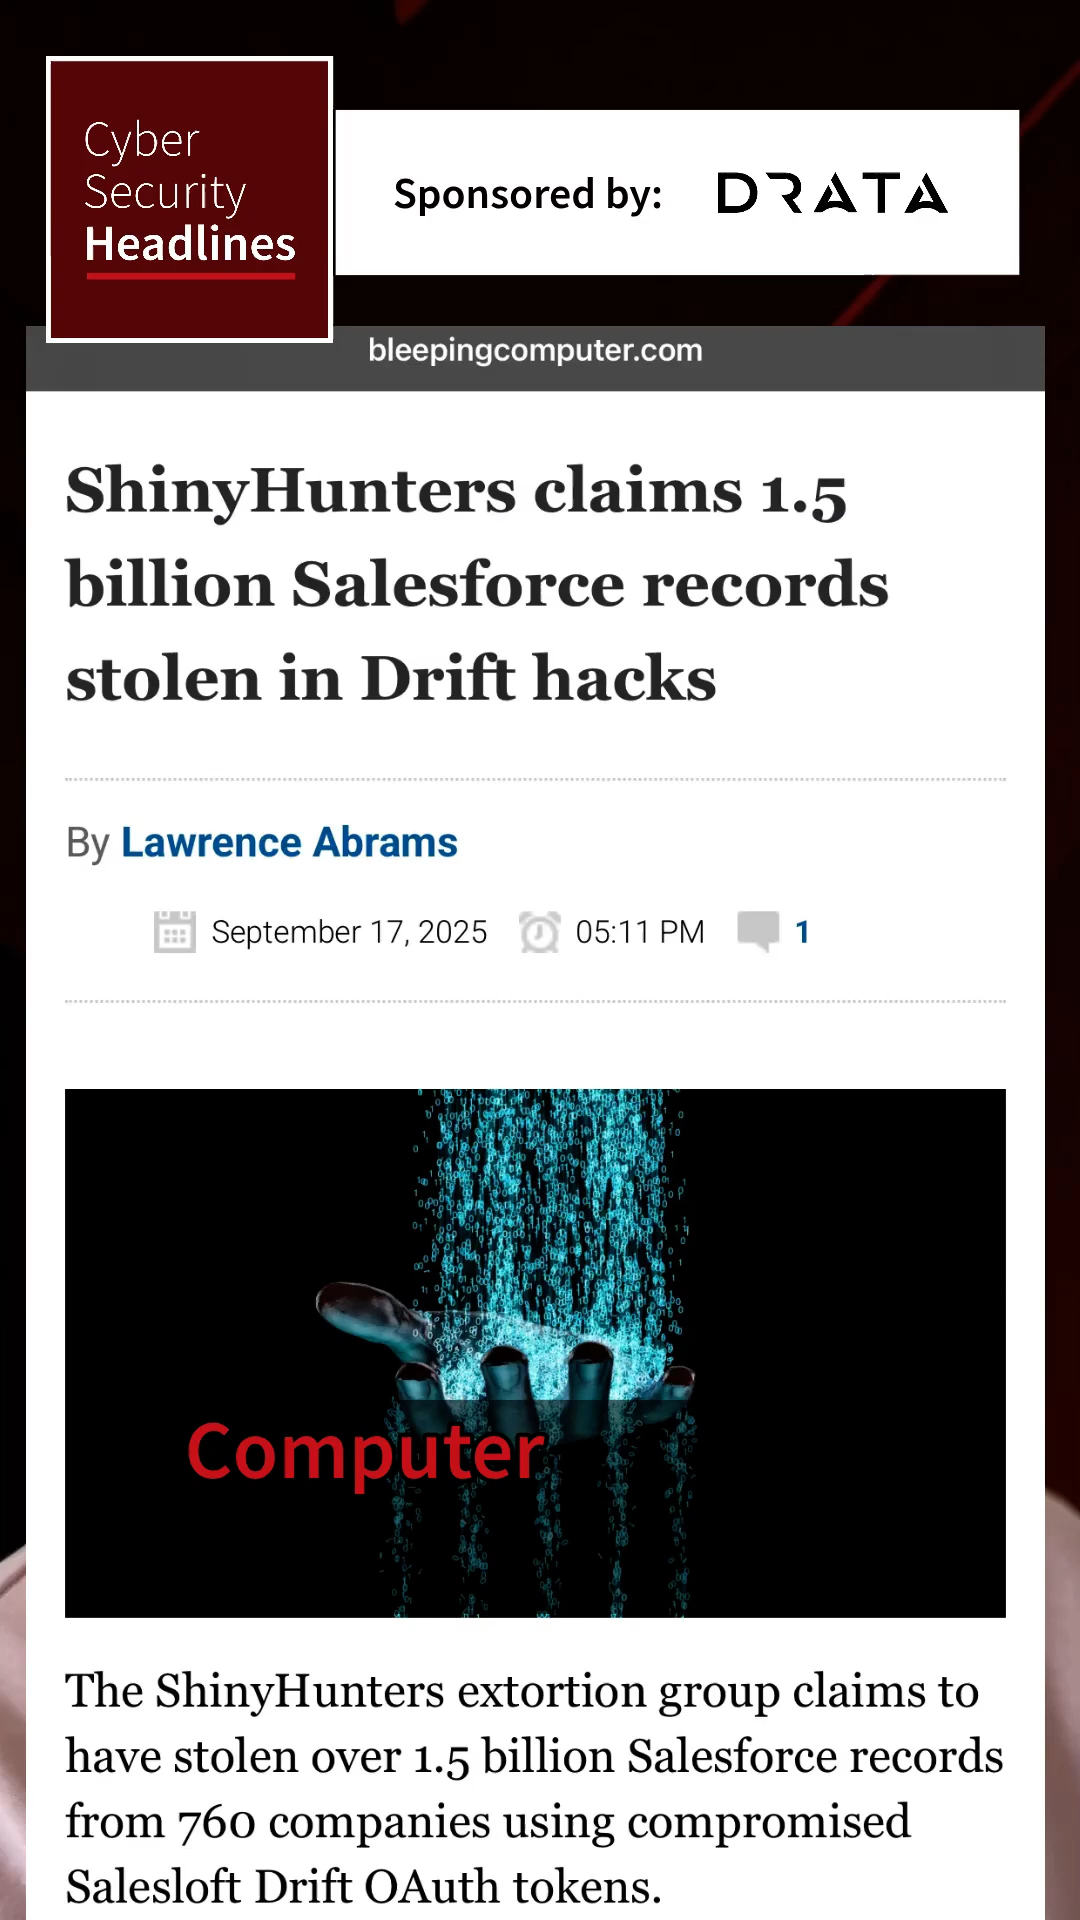 Cyber
Security
Headlines
Sponsored by: DRATA
bleepingcomputer.com
ShinyHunters claims 1.5
billion Salesforce records
stolen in Drift hacks
By Lawrence Abrams
September 17, 2025 05:11 PM 1
Computer
The ShinyHunters extortion group claims to
have stolen over 1.5 billion Salesforce records
from 760 companies using compromised
Salesloft Drift OAuth tokens.